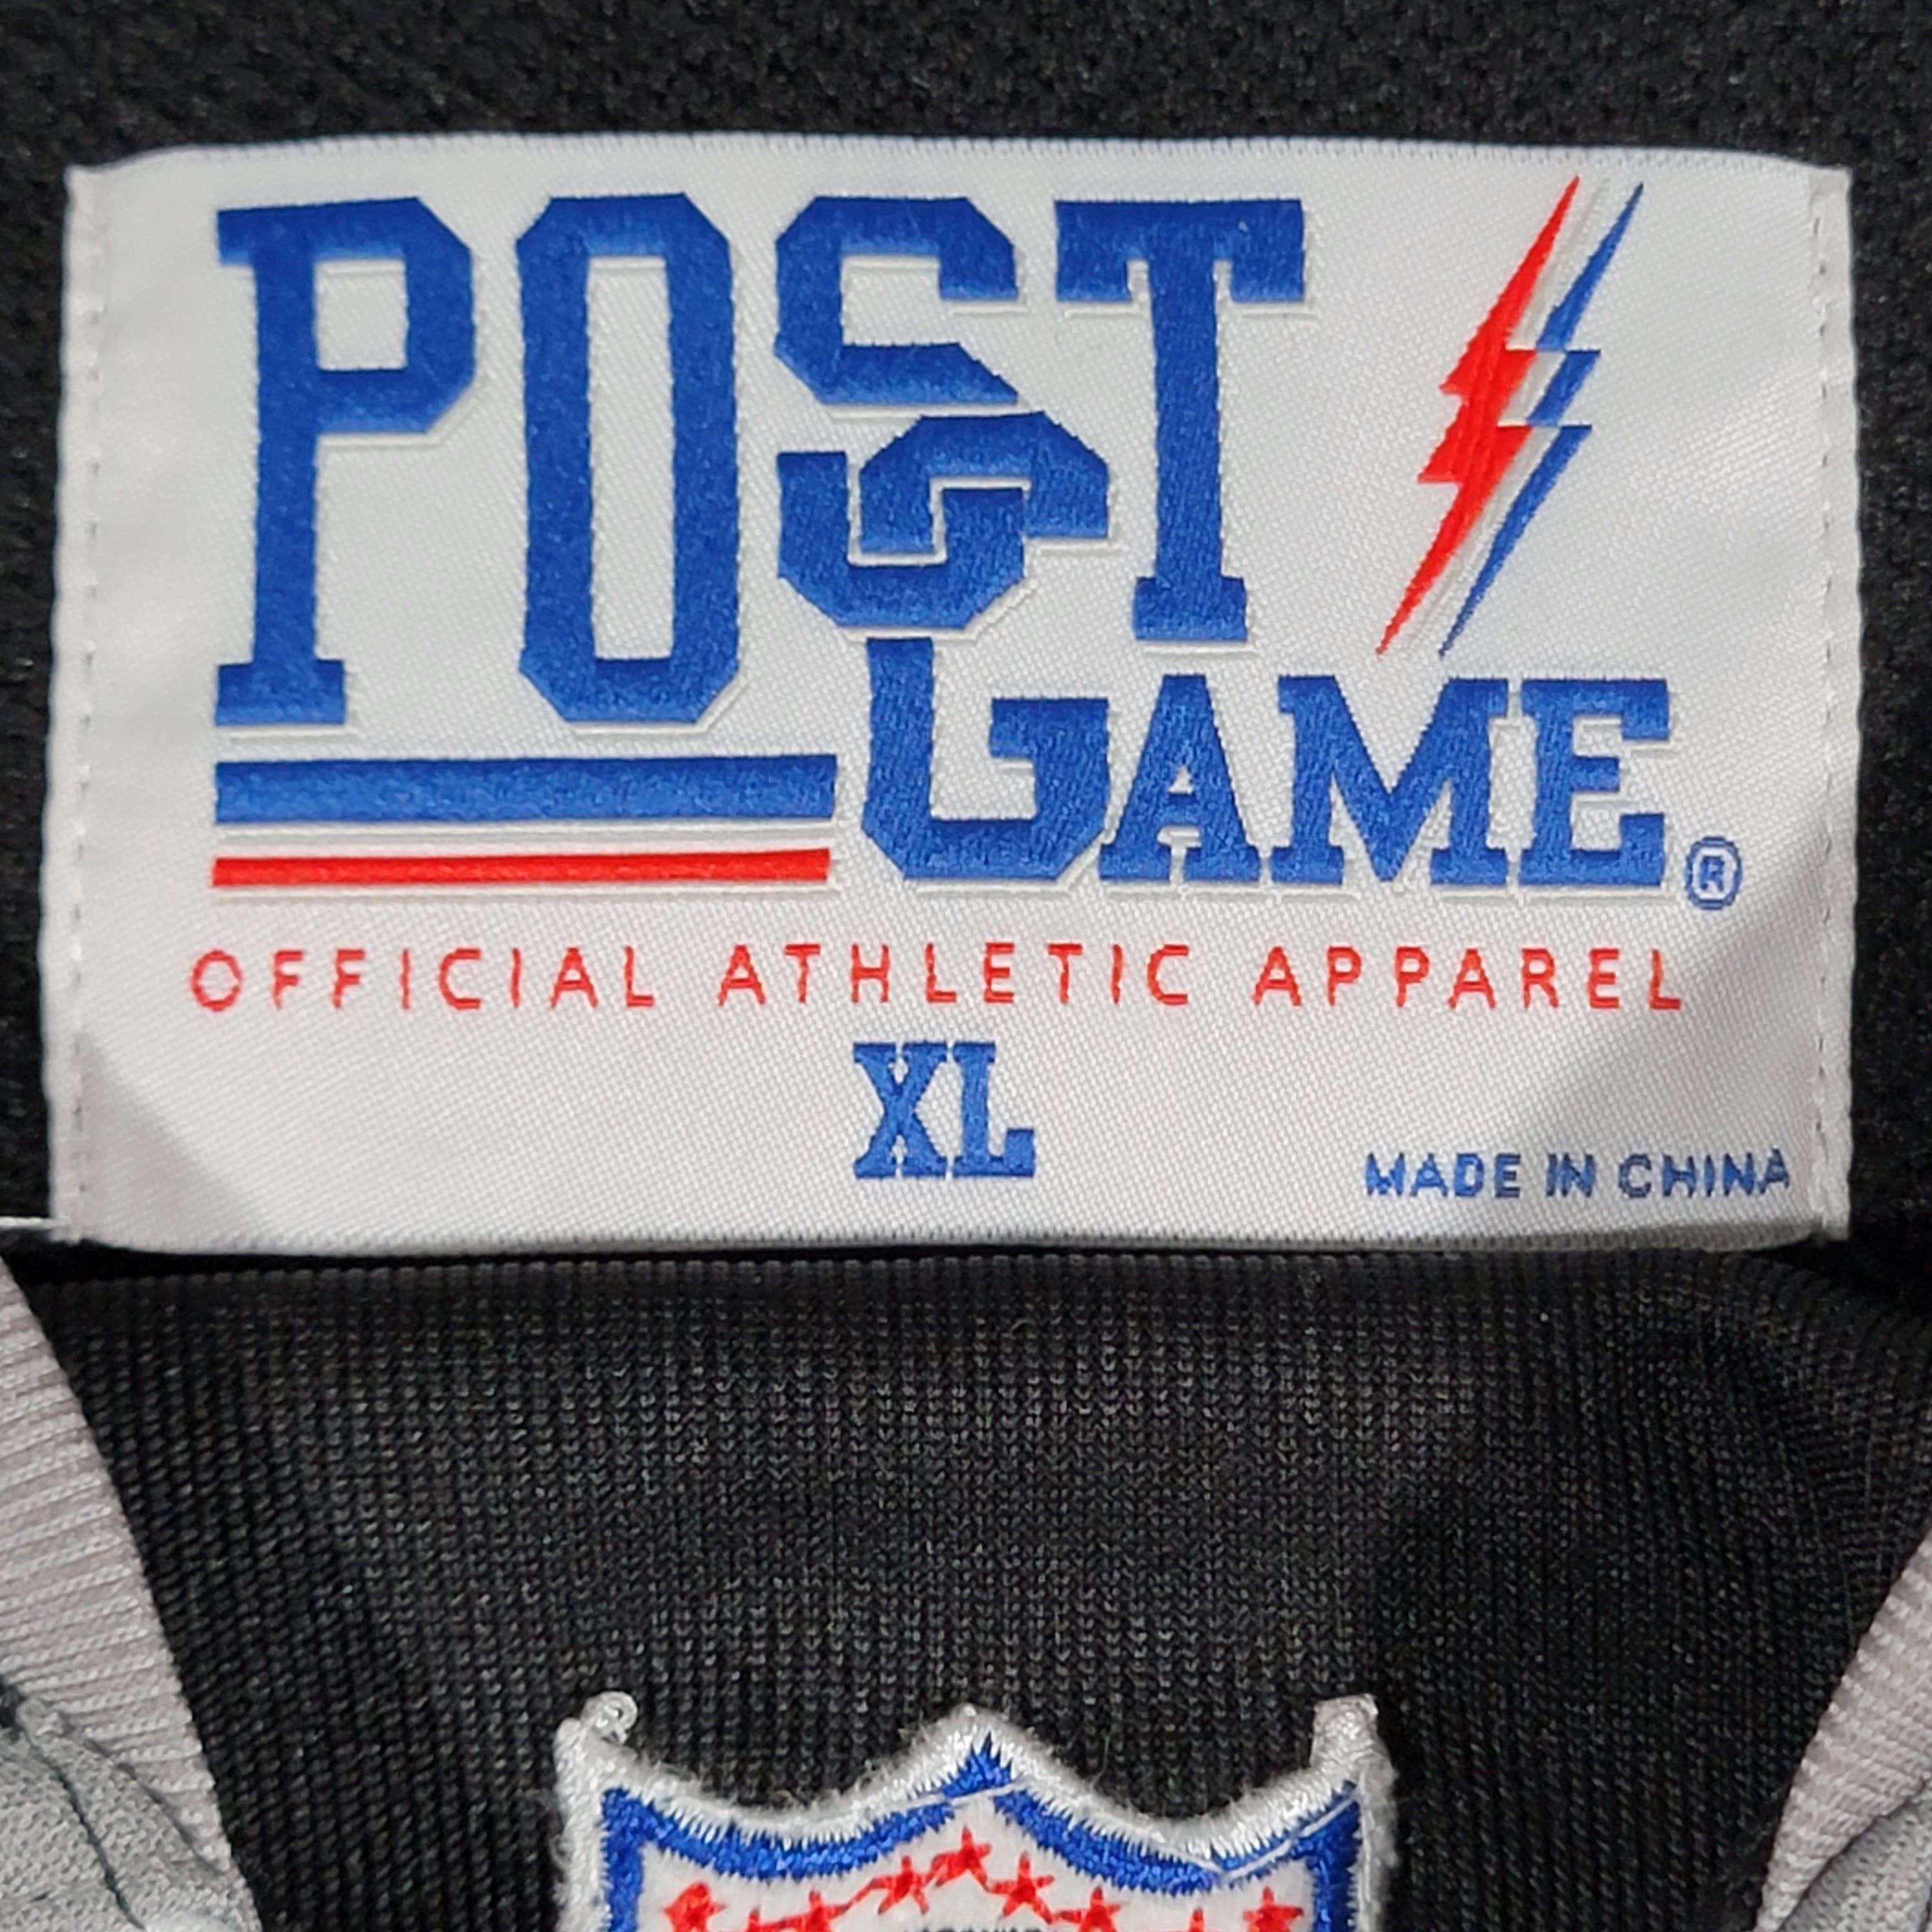 POST
GAME®
OFFICIAL ATHLETIC APPAREL
XL
MADE IN CHINA